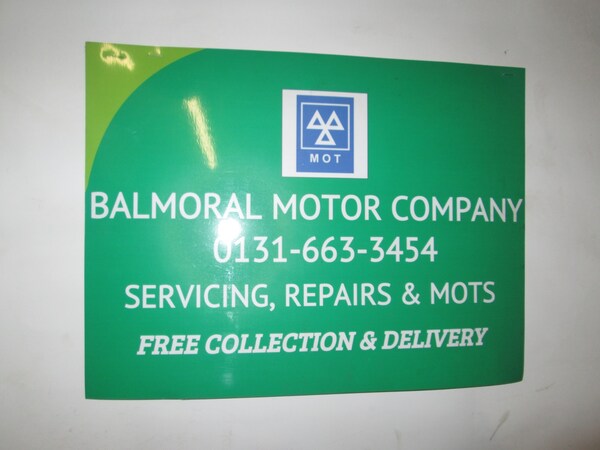 MOT
BALMORAL MOTOR COMPANY
0131-663-3454
SERVICING, REPAIRS & MOTS
FREE COLLECTION & DELIVERY